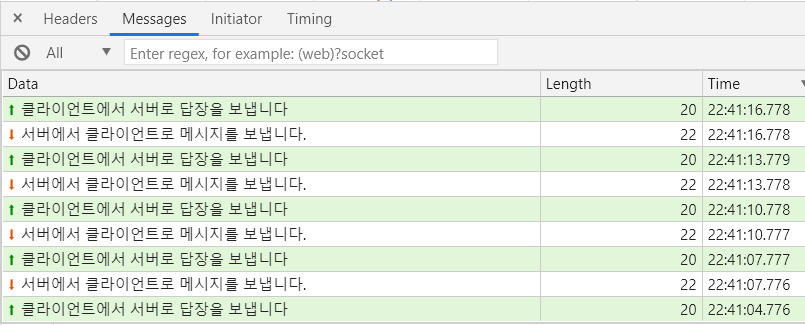 × Headers Messages Initiator Timing
All ▼ Enter regex, for example: (web)?socket
Data Length Time ▼
⬆ 클라이언트에서 서버로 답장을 보냅니다 20 22:41:16.778
⬇ 서버에서 클라이언트로 메시지를 보냅니다. 22 22:41:16.778
⬆ 클라이언트에서 서버로 답장을 보냅니다 20 22:41:13.779
⬇ 서버에서 클라이언트로 메시지를 보냅니다. 22 22:41:13.778
⬆ 클라이언트에서 서버로 답장을 보냅니다 20 22:41:10.778
⬇ 서버에서 클라이언트로 메시지를 보냅니다. 22 22:41:10.777
⬆ 클라이언트에서 서버로 답장을 보냅니다 20 22:41:07.777
⬇ 서버에서 클라이언트로 메시지를 보냅니다. 22 22:41:07.776
⬆ 클라이언트에서 서버로 답장을 보냅니다 20 22:41:04.776